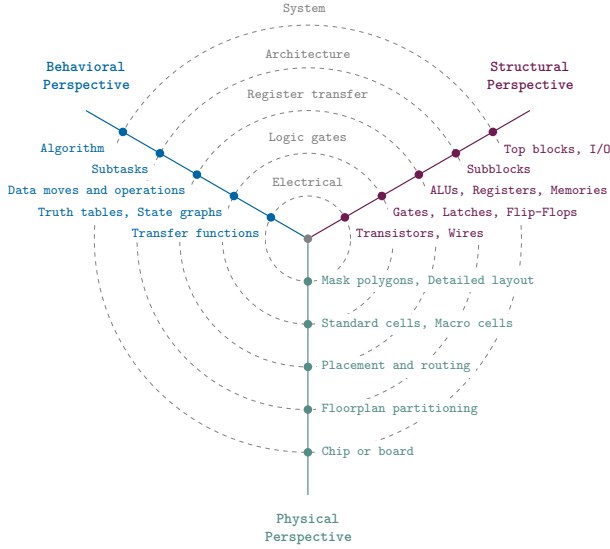 System
Architecture
Behavioral
Perspective
Structural
Perspective
Register transfer
Logic gates
Algorithm
Top blocks, I/O
Subtasks
Subblocks
Electrical
Data moves and operations
ALUs, Registers, Memories
Truth tables, State graphs
Gates, Latches, Flip-Flops
Transfer functions
Transistors, Wires
Mask polygons, Detailed layout
Standard cells, Macro cells
Placement and routing
Floorplan partitioning
Chip or board
Physical
Perspective